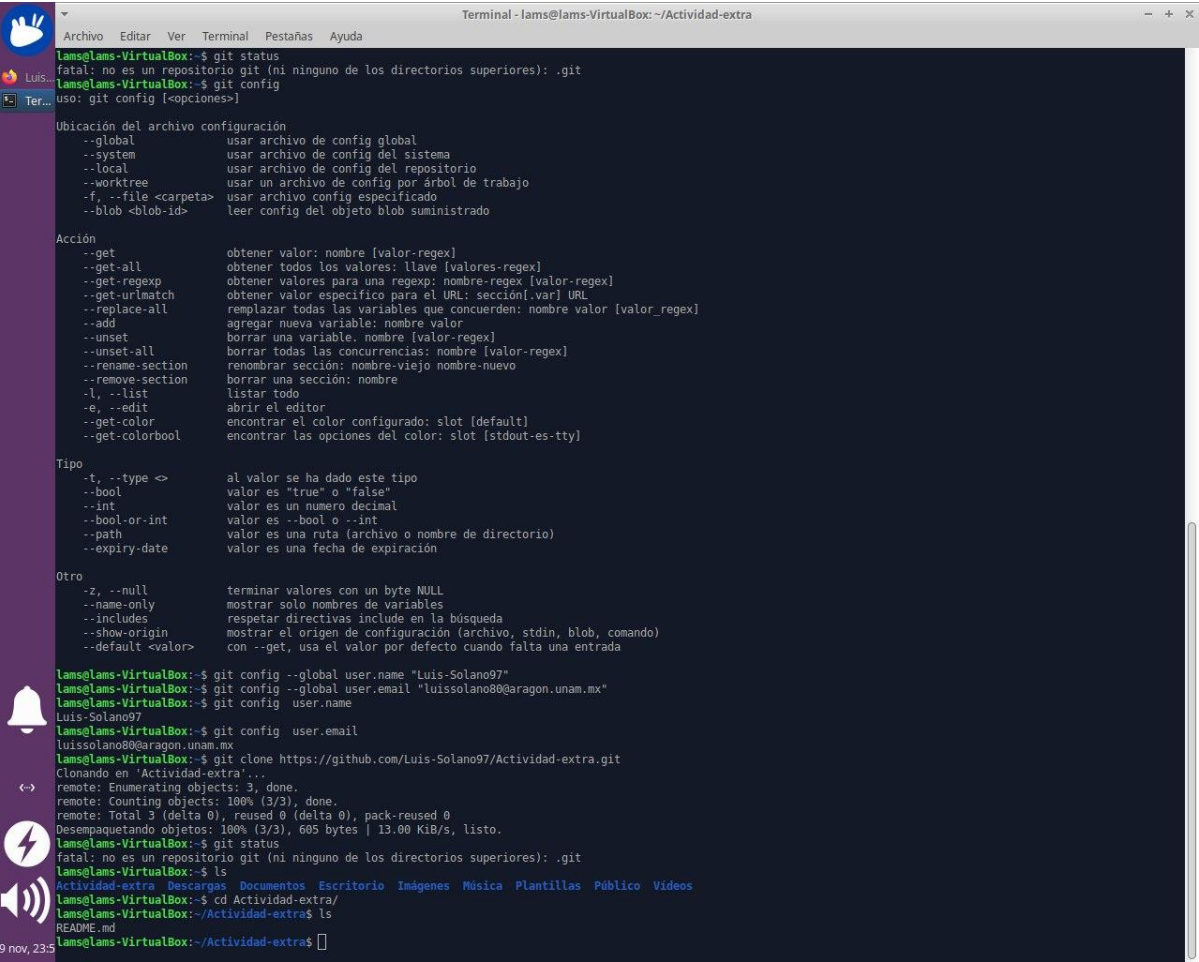 Terminal - lams@lams-VirtualBox: ~/Actividad-extra
- + ×
Archivo Editar Ver Terminal Pestañas Ayuda
Luis...
Ter...
lams@lams-VirtualBox:~$ git status
fatal: no es un repositorio git (ni ninguno de los directorios superiores): .git
lams@lams-VirtualBox:~$ git config
uso: git config [<opciones>]

Ubicación del archivo configuración
    --global              usar archivo de config global
    --system              usar archivo de config del sistema
    --local               usar archivo de config del repositorio
    --worktree            usar un archivo de config por árbol de trabajo
    -f, --file <carpeta>  usar archivo config especificado
    --blob <blob-id>      leer config del objeto blob suministrado

Acción
    --get                 obtener valor: nombre [valor-regex]
    --get-all             obtener todos los valores: llave [valores-regex]
    --get-regexp          obtener valores para una regexp: nombre-regex [valor-regex]
    --get-urlmatch        obtener valor especifico para el URL: sección[.var] URL
    --replace-all         remplazar todas las variables que concuerden: nombre valor [valor_regex]
    --add                 agregar nueva variable: nombre valor
    --unset               borrar una variable. nombre [valor-regex]
    --unset-all           borrar todas las concurrencias: nombre [valor-regex]
    --rename-section      renombrar sección: nombre-viejo nombre-nuevo
    --remove-section      borrar una sección: nombre
    -l, --list            listar todo
    -e, --edit            abrir el editor
    --get-color           encontrar el color configurado: slot [default]
    --get-colorbool       encontrar las opciones del color: slot [stdout-es-tty]

Tipo
    -t, --type <>         al valor se ha dado este tipo
    --bool                valor es "true" o "false"
    --int                 valor es un numero decimal
    --bool-or-int         valor es --bool o --int
    --path                valor es una ruta (archivo o nombre de directorio)
    --expiry-date         valor es una fecha de expiración

Otro
    -z, --null            terminar valores con un byte NULL
    --name-only           mostrar solo nombres de variables
    --includes            respetar directivas include en la búsqueda
    --show-origin         mostrar el origen de configuración (archivo, stdin, blob, comando)
    --default <valor>     con --get, usa el valor por defecto cuando falta una entrada

lams@lams-VirtualBox:~$ git config --global user.name "Luis-Solano97"
lams@lams-VirtualBox:~$ git config --global user.email "luissolano80@aragon.unam.mx"
lams@lams-VirtualBox:~$ git config  user.name
Luis-Solano97
lams@lams-VirtualBox:~$ git config  user.email
luissolano80@aragon.unam.mx
lams@lams-VirtualBox:~$ git clone https://github.com/Luis-Solano97/Actividad-extra.git
Clonando en 'Actividad-extra'...
remote: Enumerating objects: 3, done.
remote: Counting objects: 100% (3/3), done.
remote: Total 3 (delta 0), reused 0 (delta 0), pack-reused 0
Desempaquetando objetos: 100% (3/3), 605 bytes | 13.00 KiB/s, listo.
lams@lams-VirtualBox:~$ git status
fatal: no es un repositorio git (ni ninguno de los directorios superiores): .git
lams@lams-VirtualBox:~$ ls
Actividad-extra  Descargas  Documentos  Escritorio  Imágenes  Música  Plantillas  Público  Vídeos
lams@lams-VirtualBox:~$ cd Actividad-extra/
lams@lams-VirtualBox:~/Actividad-extra$ ls
README.md
lams@lams-VirtualBox:~/Actividad-extra$
9 nov, 23:5